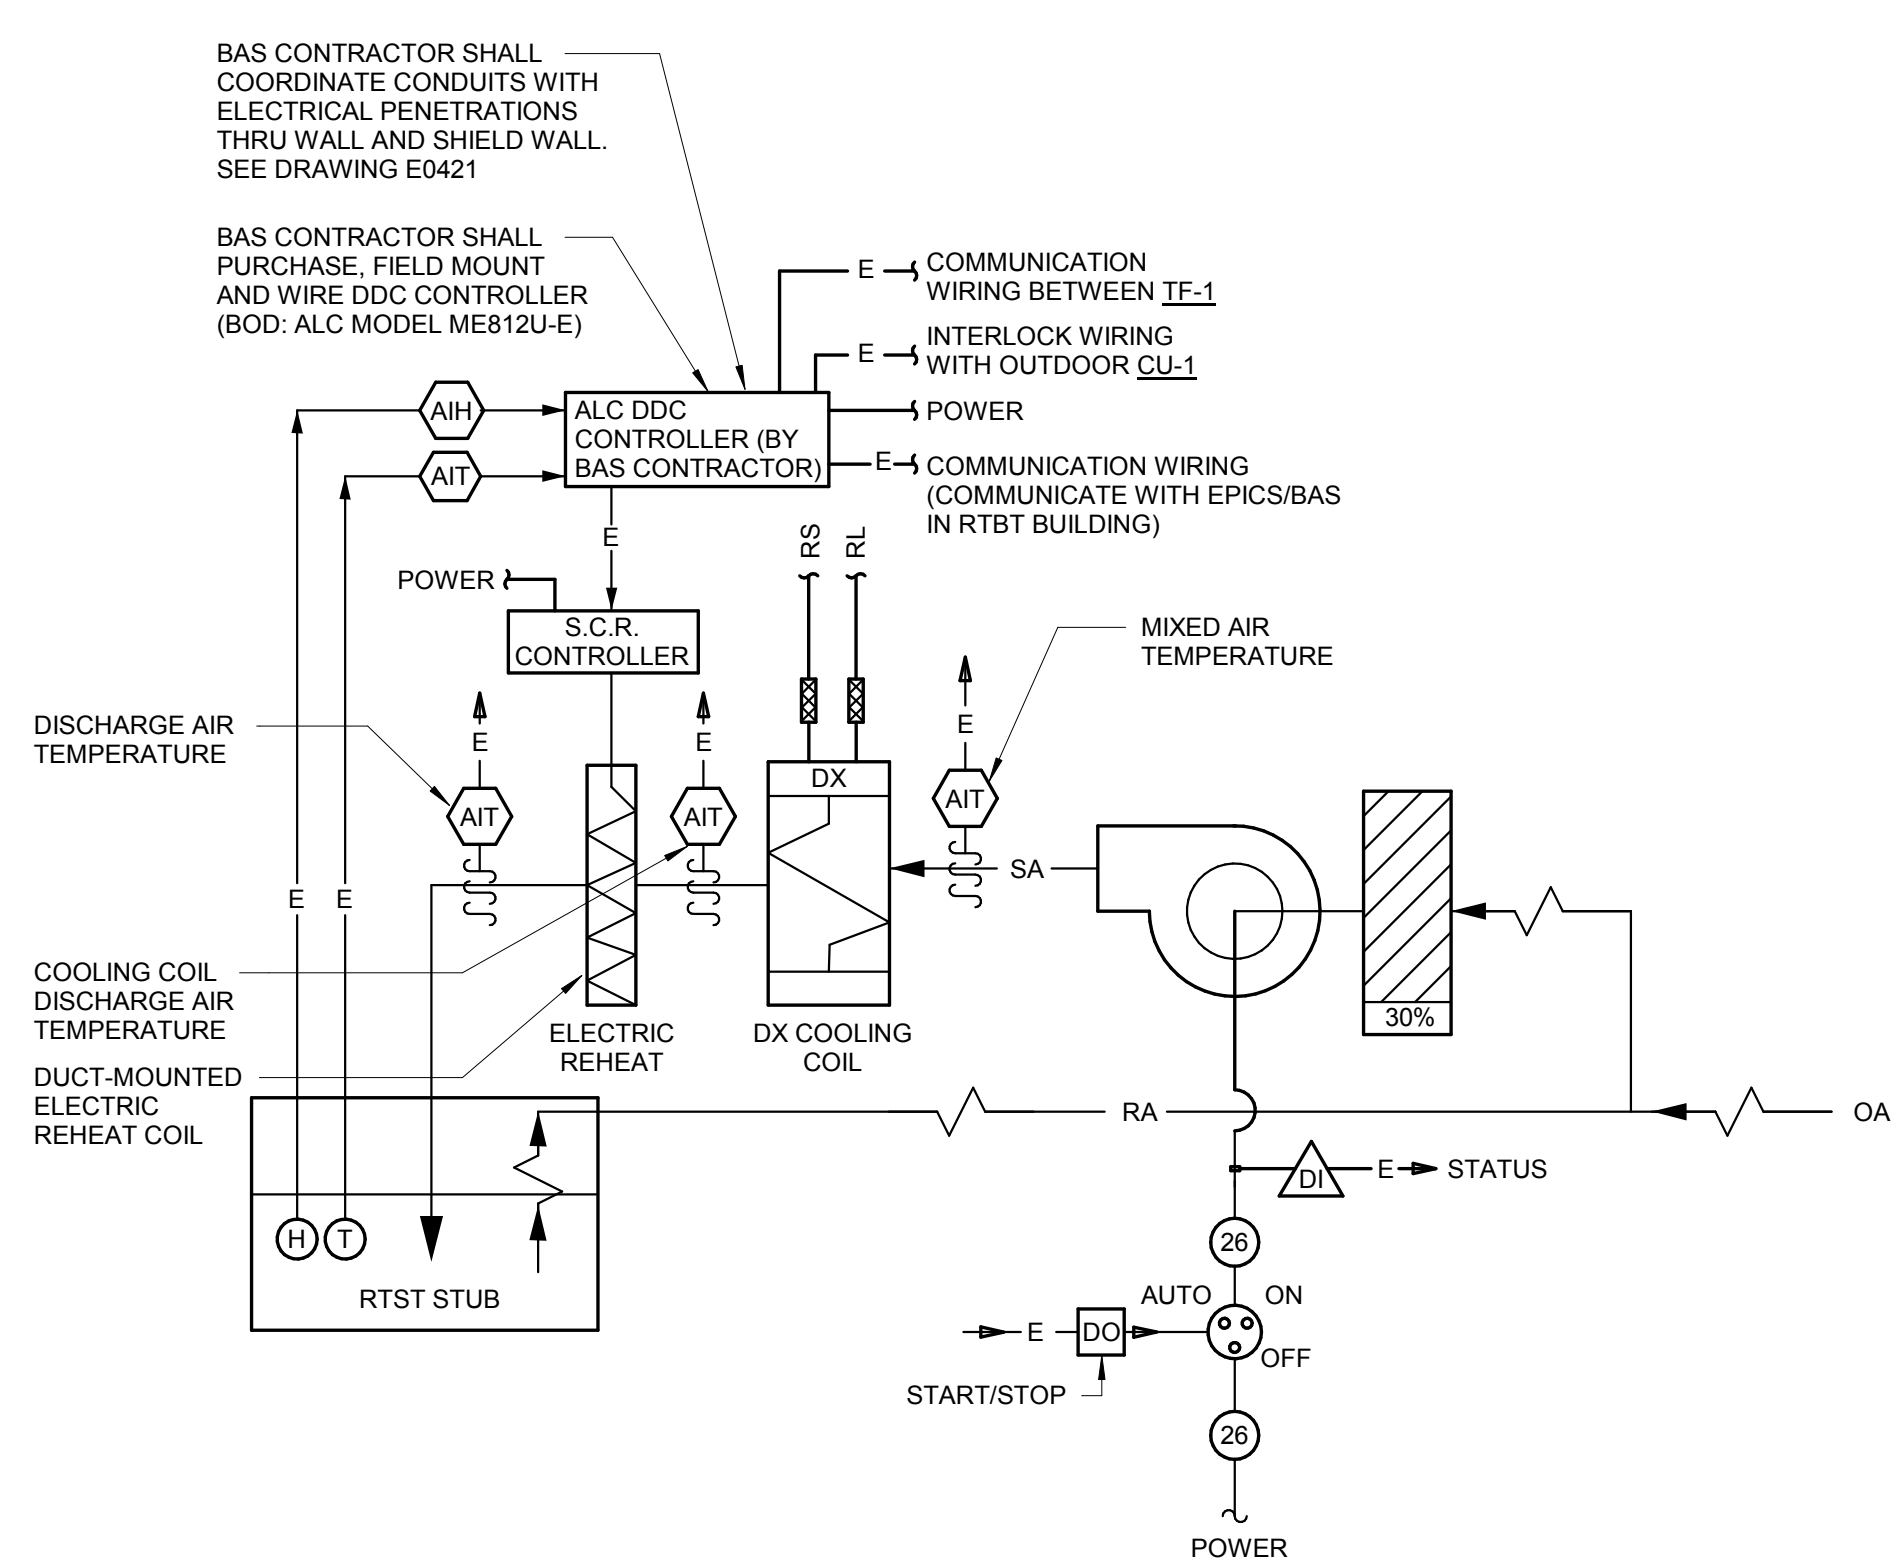 BAS CONTRACTOR SHALL
COORDINATE CONDUITS WITH
ELECTRICAL PENETRATIONS
THRU WALL AND SHIELD WALL.
SEE DRAWING E0421
BAS CONTRACTOR SHALL
PURCHASE, FIELD MOUNT
AND WIRE DDC CONTROLLER
(BOD: ALC MODEL ME812U-E)
E
COMMUNICATION
WIRING BETWEEN TF-1
E
INTERLOCK WIRING
WITH OUTDOOR CU-1
POWER
E
COMMUNICATION WIRING
(COMMUNICATE WITH EPICS/BAS
IN RTBT BUILDING)
AIH
AIT
ALC DDC
CONTROLLER (BY
BAS CONTRACTOR)
E
RS
RL
POWER
S.C.R.
CONTROLLER
MIXED AIR
TEMPERATURE
DISCHARGE AIR
TEMPERATURE
E
E
E
AIT
AIT
DX
AIT
SA
E
E
30%
COOLING COIL
DISCHARGE AIR
TEMPERATURE
ELECTRIC
REHEAT
DX COOLING
COIL
DUCT-MOUNTED
ELECTRIC
REHEAT COIL
RA
OA
DI
E
STATUS
H
T
RTST STUB
26
AUTO
ON
OFF
E
DO
START/STOP
26
POWER